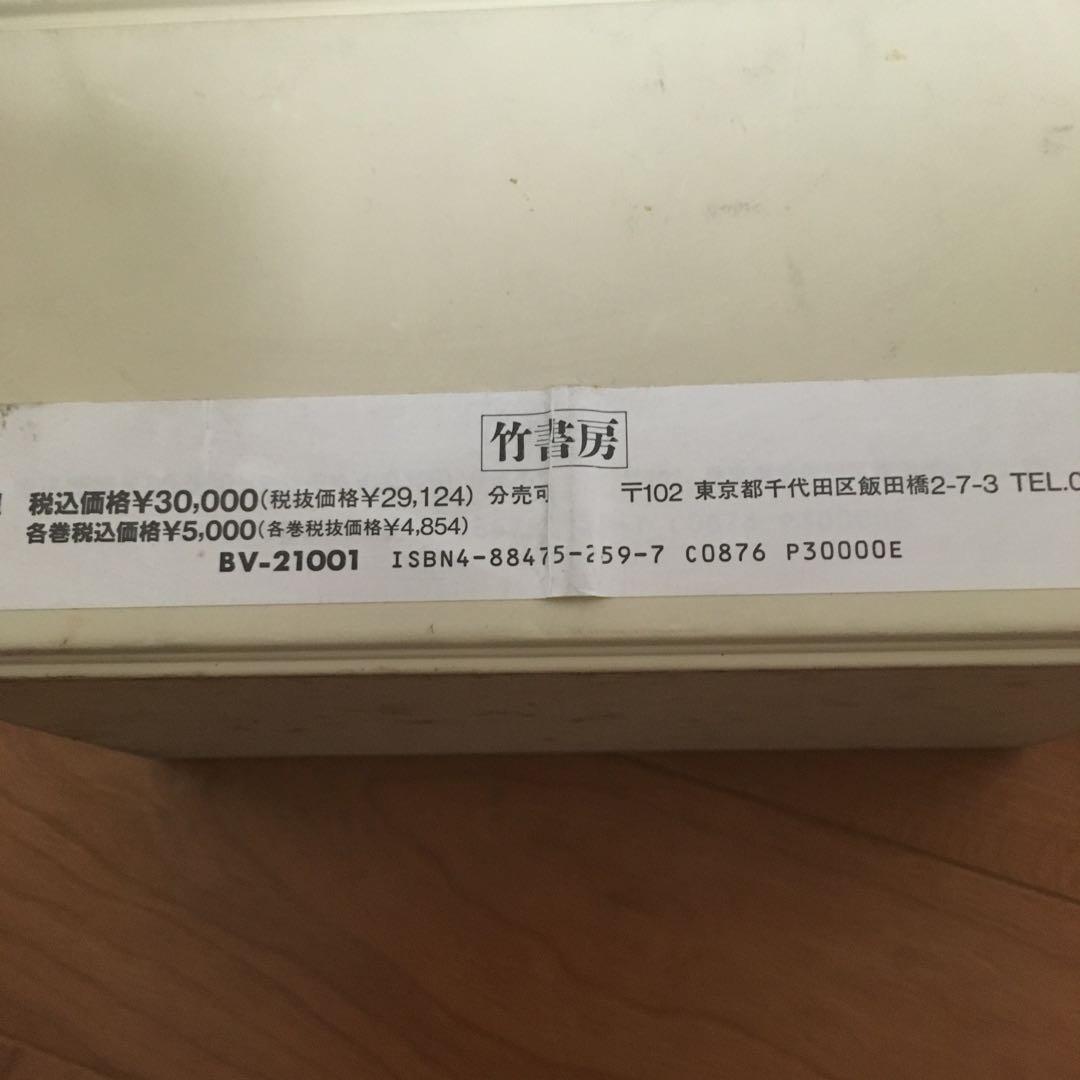 竹書房
税込価格¥30,000(税抜価格¥29,124) 分売可 〒102 東京都千代田区飯田橋2-7-3 TEL.0
各巻税込価格¥5,000(各巻税抜価格¥4,854)
BV-21001 ISBN4-88475-259-7 C0876 P30000E